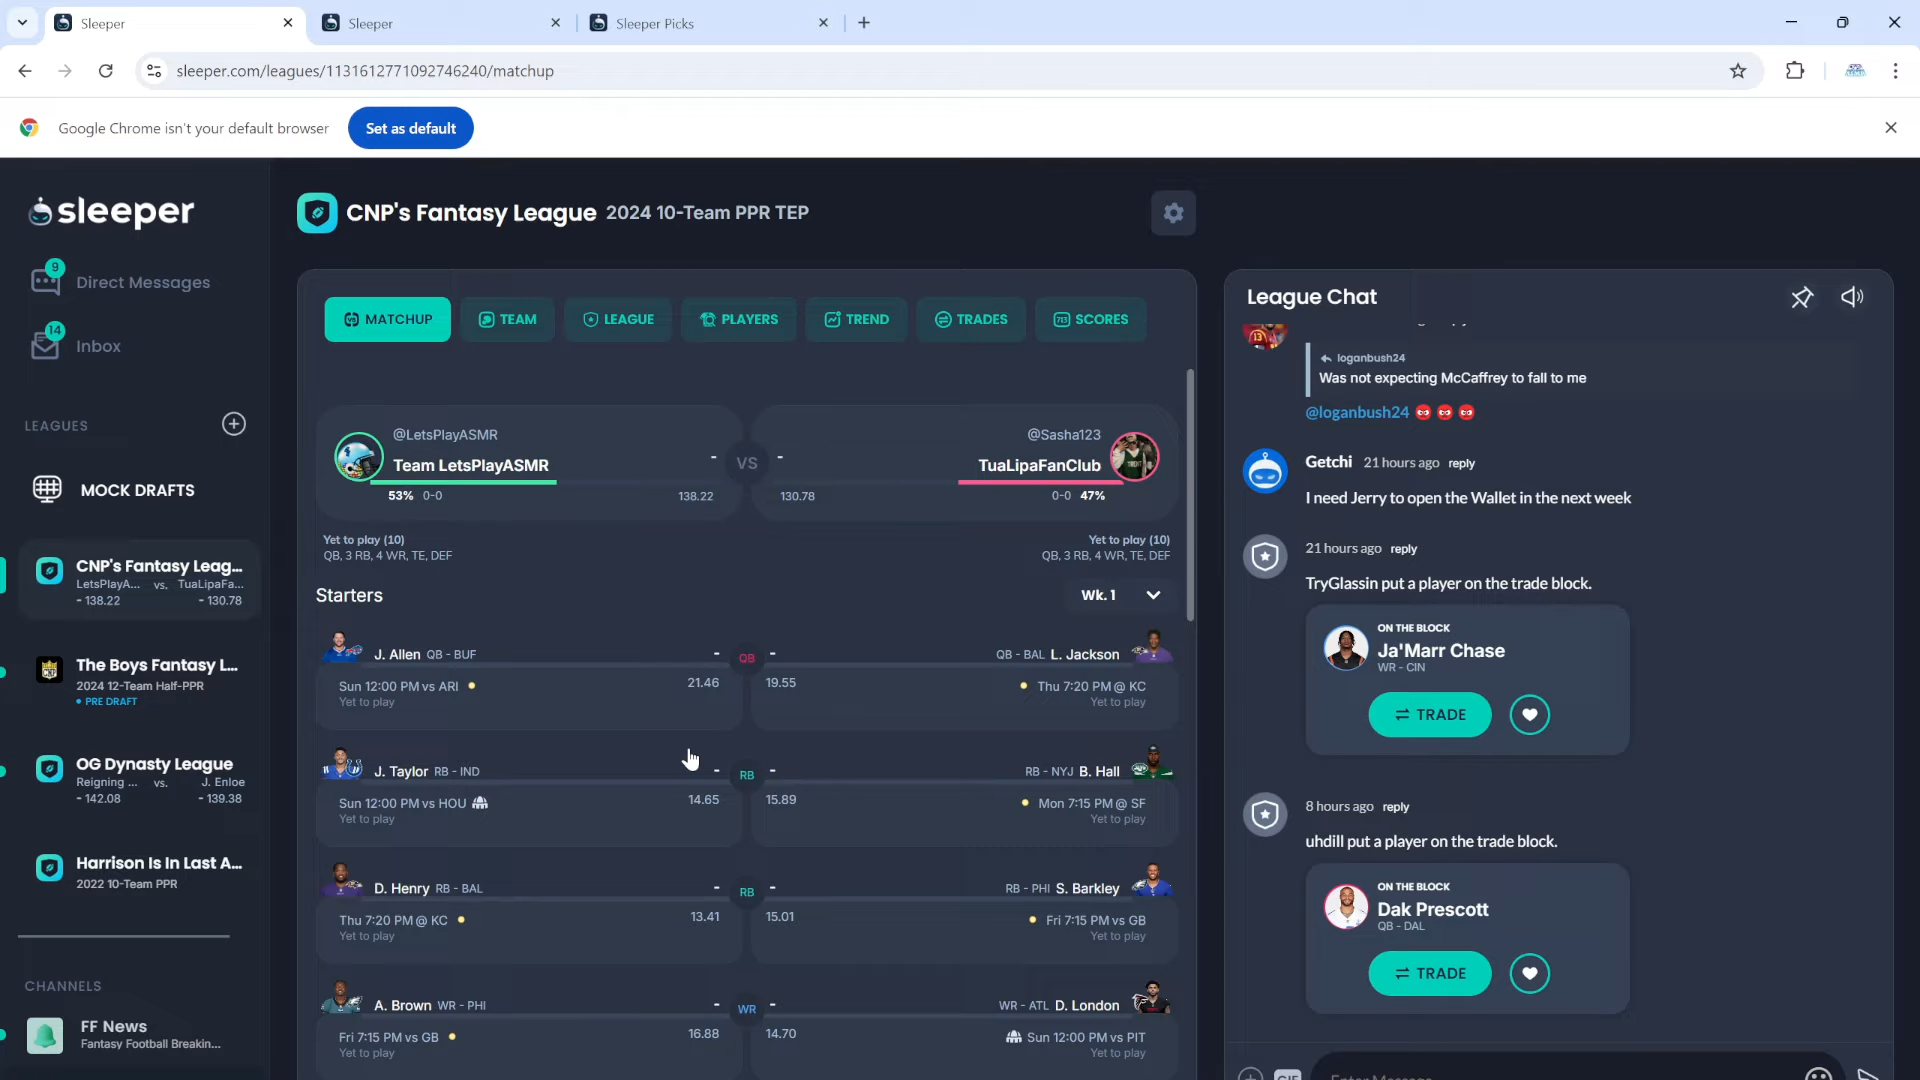 Sleeper
Sleeper
Sleeper Picks
sleeper.com/leagues/1131612771092746240/matchup
Google Chrome isn't your default browser
Set as default
sleeper
9
Direct Messages
14
Inbox
LEAGUES
MOCK DRAFTS
CNP's Fantasy Leag...
LetsPlayA... vs. TuaLipaFa...
- 138.22 - 130.78
The Boys Fantasy L...
2024 12-Team Half-PPR
PRE DRAFT
OG Dynasty League
Reigning ... vs. J. Enloe
- 142.08 - 139.38
Harrison Is In Last A...
2022 10-Team PPR
CHANNELS
FF News
Fantasy Football Breakin...
CNP's Fantasy League 2024 10-Team PPR TEP
MATCHUP
TEAM
LEAGUE
PLAYERS
TREND
TRADES
SCORES
@LetsPlayASMR
Team LetsPlayASMR
-
53% 0-0
138.22
VS
@Sasha123
- TuaLipaFanClub
130.78
0-0 47%
Yet to play (10)
QB, 3 RB, 4 WR, TE, DEF
Yet to play (10)
QB, 3 RB, 4 WR, TE, DEF
Starters
Wk. 1
J. Allen QB - BUF - QB - QB - BAL L. Jackson
Sun 12:00 PM vs ARI 21.46 19.55 Thu 7:20 PM @ KC
Yet to play Yet to play
J. Taylor RB - IND - RB - RB - NYJ B. Hall
Sun 12:00 PM vs HOU 14.65 15.89 Mon 7:15 PM @ SF
Yet to play Yet to play
D. Henry RB - BAL - RB - RB - PHI S. Barkley
Thu 7:20 PM @ KC 13.41 15.01 Fri 7:15 PM vs GB
Yet to play Yet to play
A. Brown WR - PHI - WR - WR - ATL D. London
Fri 7:15 PM vs GB 16.88 14.70 Sun 12:00 PM vs PIT
Yet to play Yet to play
League Chat
loganbush24
Was not expecting McCaffrey to fall to me
@loganbush24
Getchi 21 hours ago reply
I need Jerry to open the Wallet in the next week
21 hours ago reply
TryGlassin put a player on the trade block.
ON THE BLOCK
Ja'Marr Chase
WR - CIN
TRADE
8 hours ago reply
uhdill put a player on the trade block.
ON THE BLOCK
Dak Prescott
QB - DAL
TRADE
GIF
Enter Message